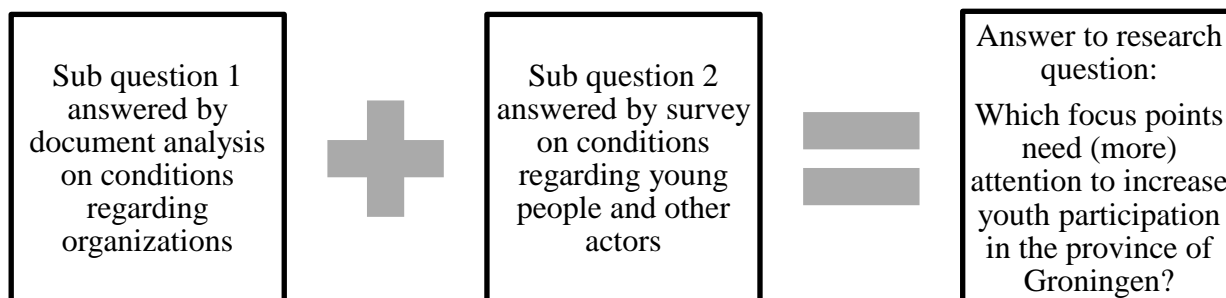 Sub question 1
answered by
document analysis
on conditions
regarding
organizations
Sub question 2
answered by survey
on conditions
regarding young
people and other
actors
Answer to research
question:
Which focus points
need (more)
attention to increase
youth participation
in the province of
Groningen?